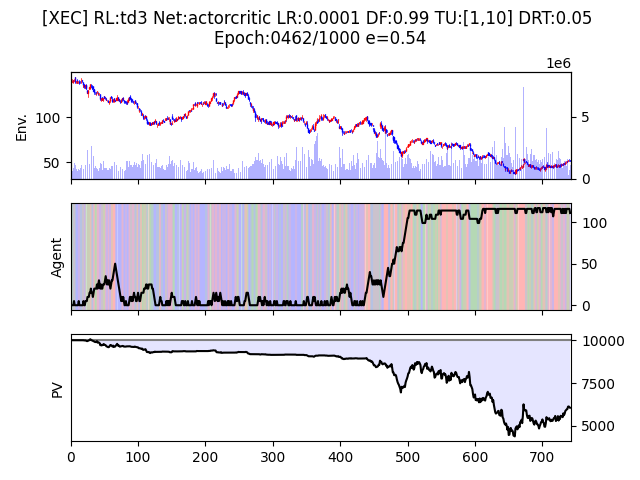 [XEC] RL:td3 Net:actorcritic LR:0.0001 DF:0.99 TU:[1,10] DRT:0.05
Epoch:0462/1000 e=0.54
1e6
Env.
100
50
5
0
Agent
100
50
0
PV
10000
7500
5000
0 100 200 300 400 500 600 700